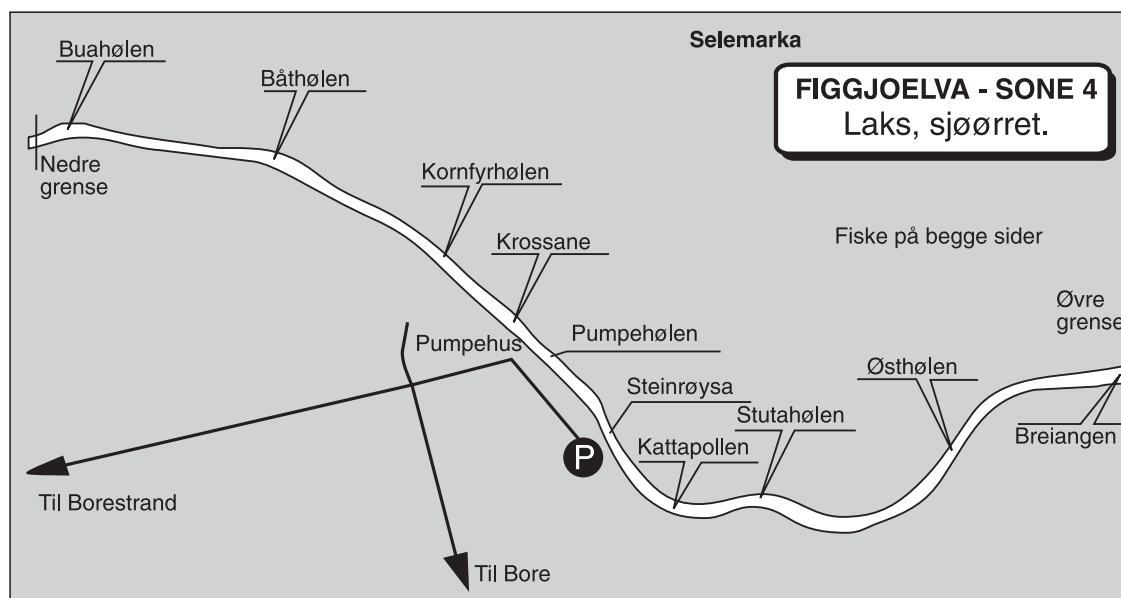 Selemarka
FIGGJOELVA - SONE 4
Laks, sjøørret.
Buahølen
Båthølen
Nedre
grense
Kornfyrhølen
Krossane
Fiske på begge sider
Øvre
grense
Pumpehus
Pumpehølen
Østhølen
Steinrøysa
Stutahølen
Kattapollen
Breiangen
P
Til Borestrand
Til Bore